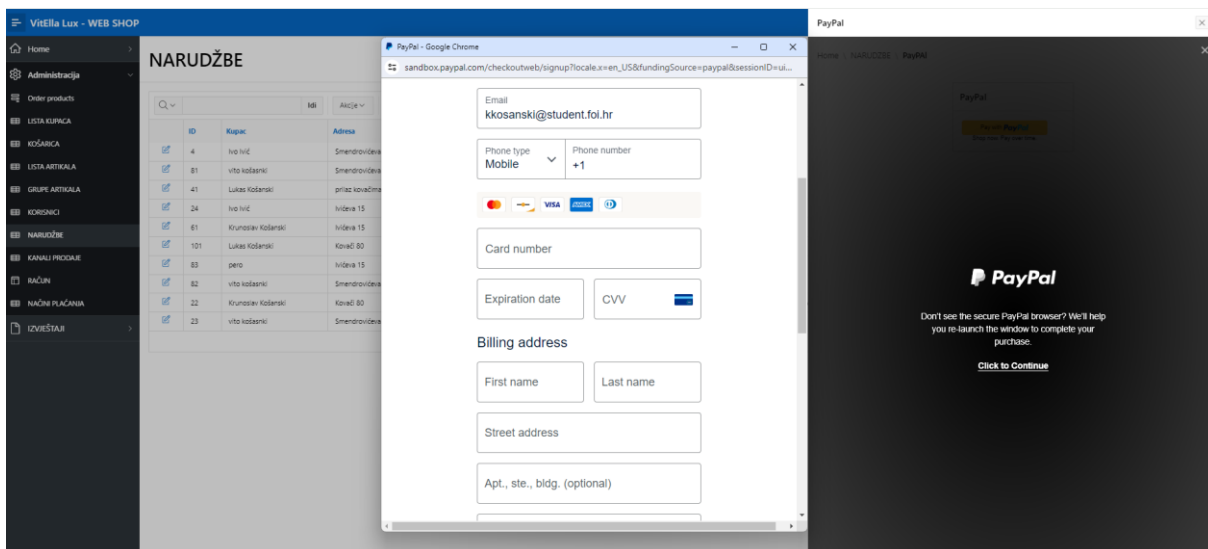 VitElla Lux - WEB SHOP
Home
Administracija
Order products
LISTA KUPACA
KOŠARICA
LISTA ARTIKALA
GRUPE ARTIKALA
KORISNICI
NARUDŽBE
KANALI PRODAJE
RAČUN
NAČINI PLAĆANJA
IZVJEŠTAJI
NARUDŽBE
Idi Akcije
ID Kupac Adresa
4 Ivo Ivić Smendrovićeva
81 vito košasnki Smendrovićeva
41 Lukas Košanski prilaz kovačima
24 Ivo Ivić Ivićeva 15
61 Krunoslav Košanski Ivićeva 15
101 Lukas Košanski Kovači 80
83 pero Ivićeva 15
82 vito košasnki Smendrovićeva
22 Krunoslav Košanski Kovači 80
23 vito košasnki Smendrovićeva
PayPal - Google Chrome
sandbox.paypal.com/checkoutweb/signup?locale.x=en_US&fundingSource=paypal&sessionID=ui...
Email
kkosanski@student.foi.hr
Phone type
Mobile
Phone number
+1
VISA
Card number
Expiration date
CVV
Billing address
First name
Last name
Street address
Apt., ste., bldg. (optional)
PayPal
Home \ NARUDŽBE \ PayPal
PayPal
PayPal
Don't see the secure PayPal browser? We'll help
you re-launch the window to complete your
purchase.
Click to Continue